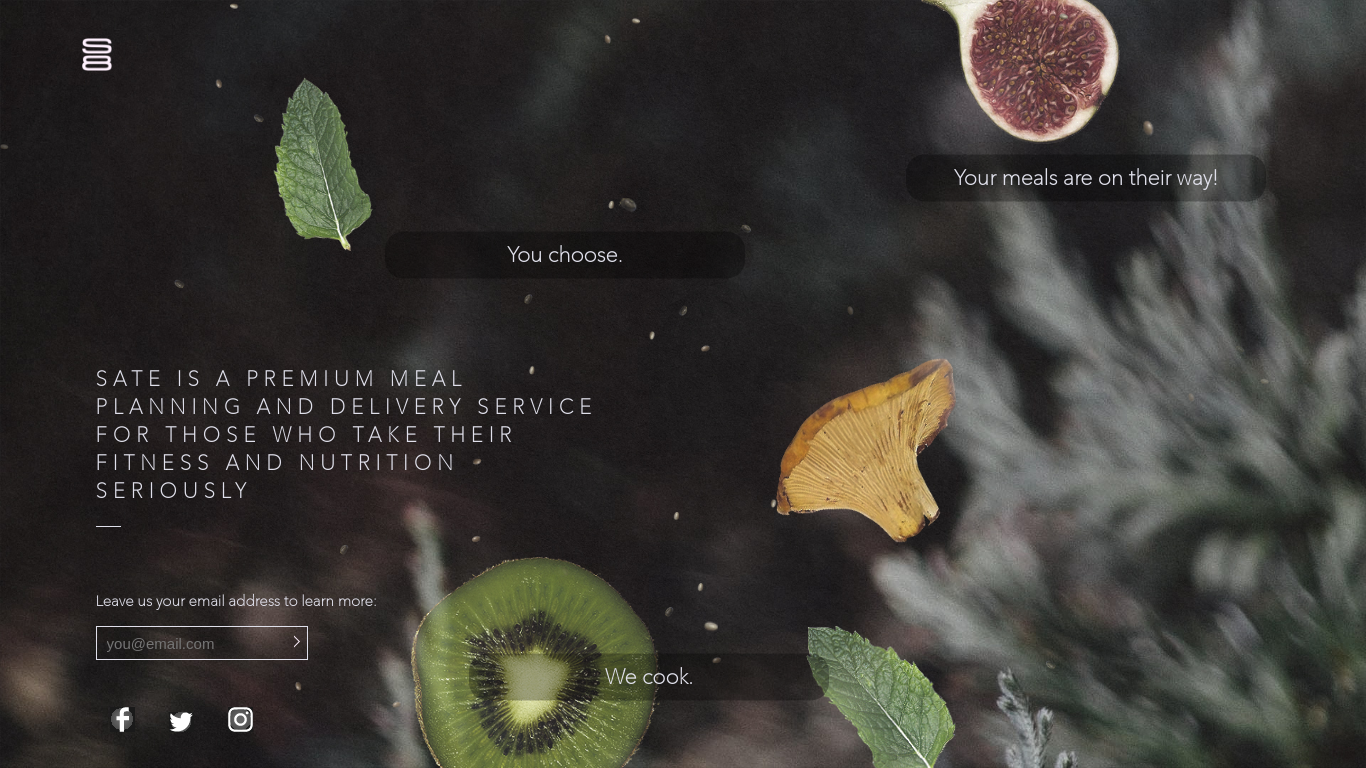 Your meals are on their way!
You choose.
SATE IS A PREMIUM MEAL
PLANNING AND DELIVERY SERVICE
FOR THOSE WHO TAKE THEIR
FITNESS AND NUTRITION
SERIOUSLY
Leave us your email address to learn more:
you@email.com
We cook.